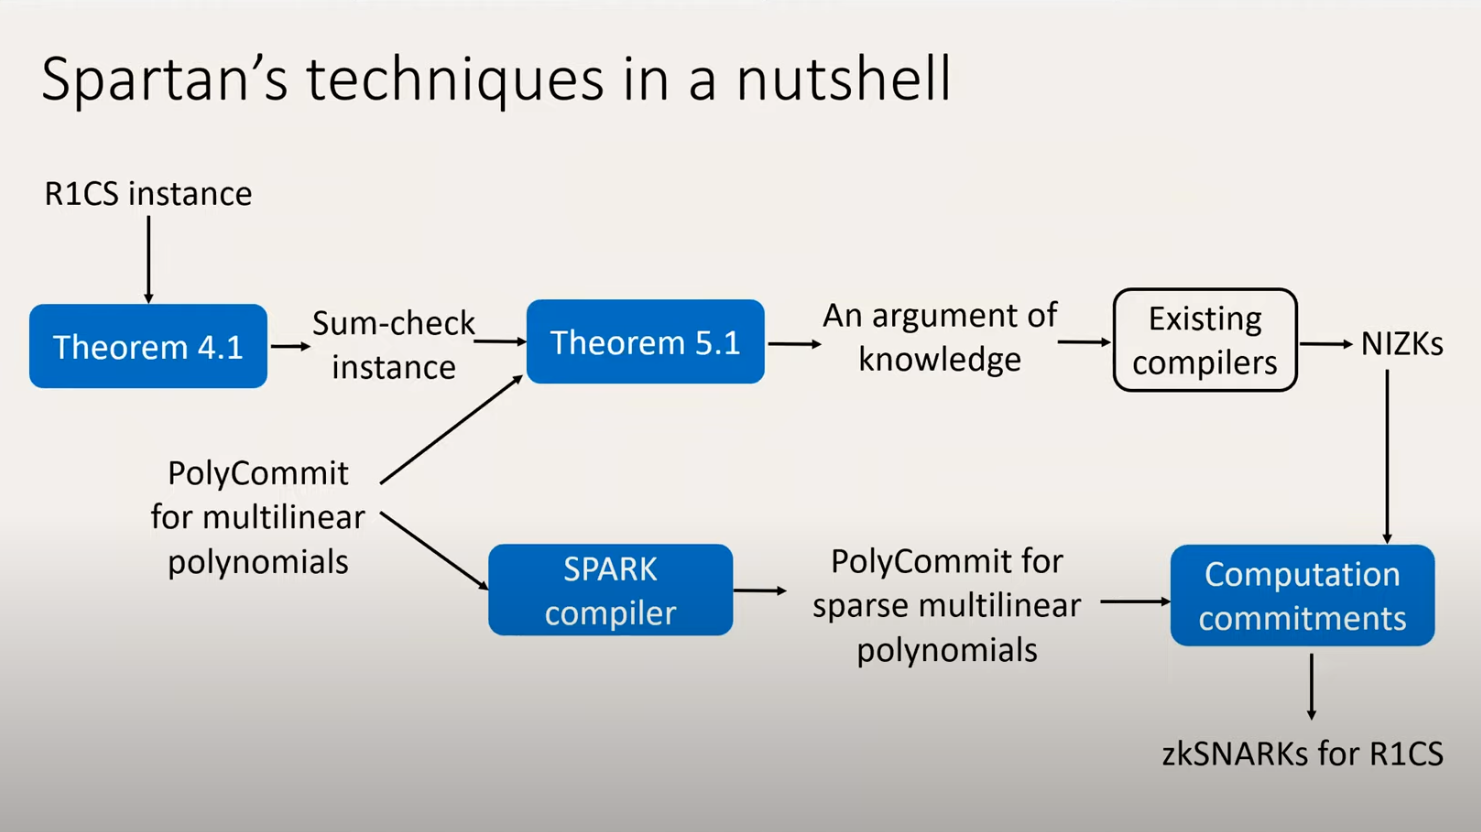 Spartan's techniques in a nutshell
R1CS instance
Theorem 4.1
Sum-check
instance
Theorem 5.1
An argument of
knowledge
Existing
compilers
NIZKs
PolyCommit
for multilinear
polynomials
SPARK
compiler
PolyCommit for
sparse multilinear
polynomials
Computation
commitments
zkSNARKs for R1CS